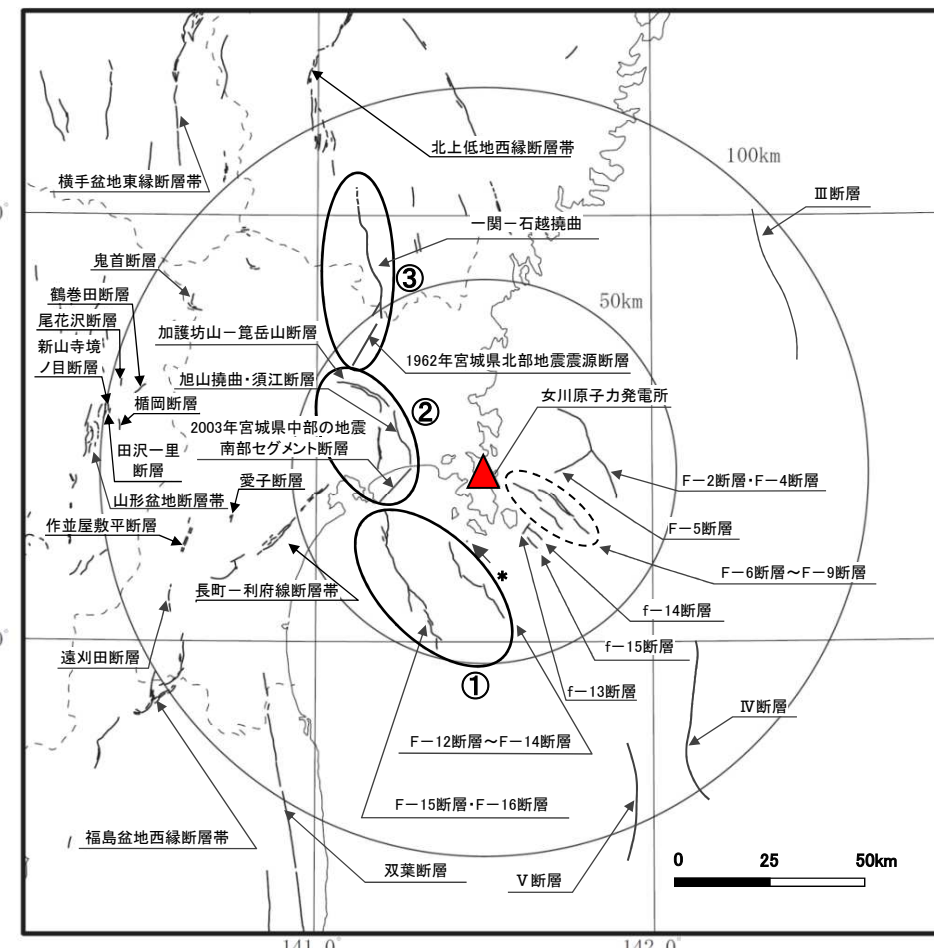 北上低地西縁断層帯
100km
横手盆地東縁断層帯
Ⅲ断層
一関－石越撓曲
鬼首断層
③
鶴巻田断層
50km
尾花沢断層
加護坊山－箟岳山断層
新山寺境
ノ目断層
1962年宮城県北部地震震源断層
旭山撓曲・須江断層
女川原子力発電所
楯岡断層
②
2003年宮城県中部の地震
南部セグメント断層
田沢一里
断層
愛子断層
F－2断層・F－4断層
山形盆地断層帯
作並屋敷平断層
F－5断層
*
F－6断層～F－9断層
長町－利府線断層帯
f－14断層
f－15断層
遠刈田断層
①
f－13断層
Ⅳ断層
F－12断層～F－14断層
F－15断層・F－16断層
福島盆地西縁断層帯
双葉断層
Ⅴ断層
0 25 50km
141.0°
142.0°